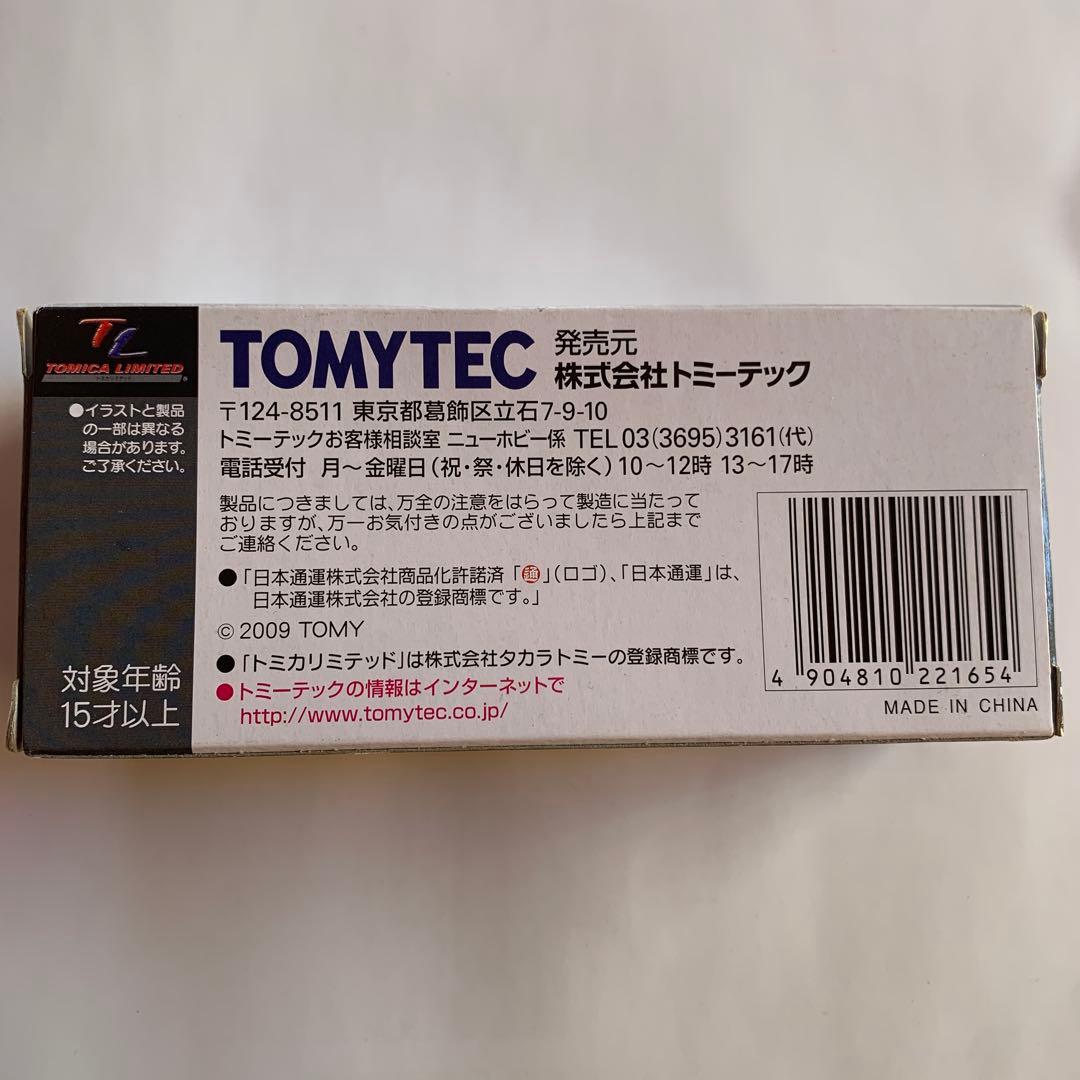 TL
TOMICA LIMITED
トミカリミテッド
®
●イラストと製品
の一部は異なる
場合があります。
ご了承ください。
対象年齢
15才以上
TOMYTEC 発売元
株式会社トミーテック
〒124-8511 東京都葛飾区立石7-9-10
トミーテックお客様相談室 ニューホビー係 TEL 03(3695)3161(代)
電話受付 月〜金曜日(祝・祭・休日を除く)10〜12時 13〜17時
製品につきましては、万全の注意をはらって製造に当たって
おりますが、万一お気付きの点がございましたら上記まで
ご連絡ください。
●「日本通運株式会社商品化許諾済「通」(ロゴ)、「日本通運」は、
日本通運株式会社の登録商標です。」
© 2009 TOMY
●「トミカリミテッド」は株式会社タカラトミーの登録商標です。
●トミーテックの情報はインターネットで
http://www.tomytec.co.jp/
4 904810 221654
MADE IN CHINA